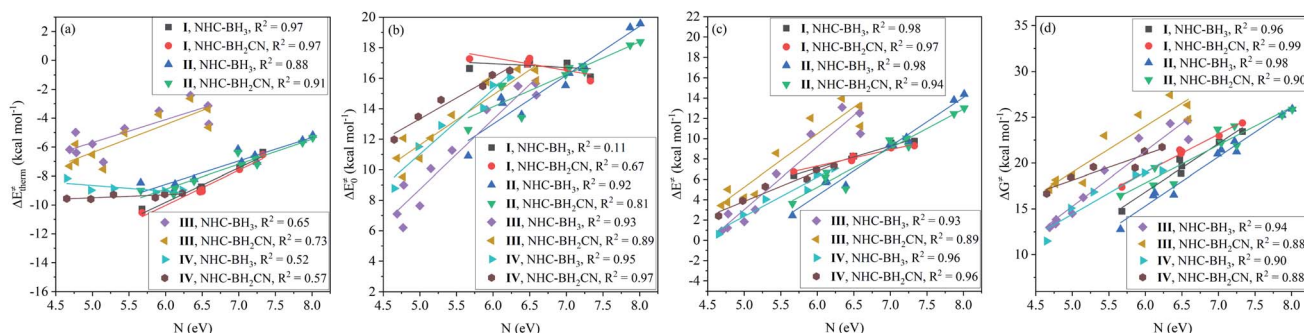 (a)
I, NHC-BH₃, R² = 0.97
I, NHC-BH₂CN, R² = 0.97
II, NHC-BH₃, R² = 0.88
II, NHC-BH₂CN, R² = 0.91
III, NHC-BH₃, R² = 0.65
III, NHC-BH₂CN, R² = 0.73
IV, NHC-BH₃, R² = 0.52
IV, NHC-BH₂CN, R² = 0.57
ΔE≠therm (kcal mol⁻¹)
4
2
0
-2
-4
-6
-8
-10
-12
-14
-16
4.5 5.0 5.5 6.0 6.5 7.0 7.5 8.0
N (eV)
(b)
I, NHC-BH₃, R² = 0.11
I, NHC-BH₂CN, R² = 0.67
II, NHC-BH₃, R² = 0.92
II, NHC-BH₂CN, R² = 0.81
III, NHC-BH₃, R² = 0.93
III, NHC-BH₂CN, R² = 0.89
IV, NHC-BH₃, R² = 0.95
IV, NHC-BH₂CN, R² = 0.97
ΔE≠0 (kcal mol⁻¹)
20
18
16
14
12
10
8
6
4
2
4.5 5.0 5.5 6.0 6.5 7.0 7.5 8.0
N (eV)
(c)
I, NHC-BH₃, R² = 0.98
I, NHC-BH₂CN, R² = 0.97
II, NHC-BH₃, R² = 0.98
II, NHC-BH₂CN, R² = 0.94
III, NHC-BH₃, R² = 0.93
III, NHC-BH₂CN, R² = 0.89
IV, NHC-BH₃, R² = 0.96
IV, NHC-BH₂CN, R² = 0.96
ΔE≠ (kcal mol⁻¹)
22
20
18
16
14
12
10
8
6
4
2
0
-2
-4
-6
4.5 5.0 5.5 6.0 6.5 7.0 7.5 8.0
N (eV)
(d)
I, NHC-BH₃, R² = 0.96
I, NHC-BH₂CN, R² = 0.99
II, NHC-BH₃, R² = 0.98
II, NHC-BH₂CN, R² = 0.90
III, NHC-BH₃, R² = 0.94
III, NHC-BH₂CN, R² = 0.88
IV, NHC-BH₃, R² = 0.90
IV, NHC-BH₂CN, R² = 0.88
ΔG≠ (kcal mol⁻¹)
35
30
25
20
15
10
5
4.5 5.0 5.5 6.0 6.5 7.0 7.5 8.0
N (eV)